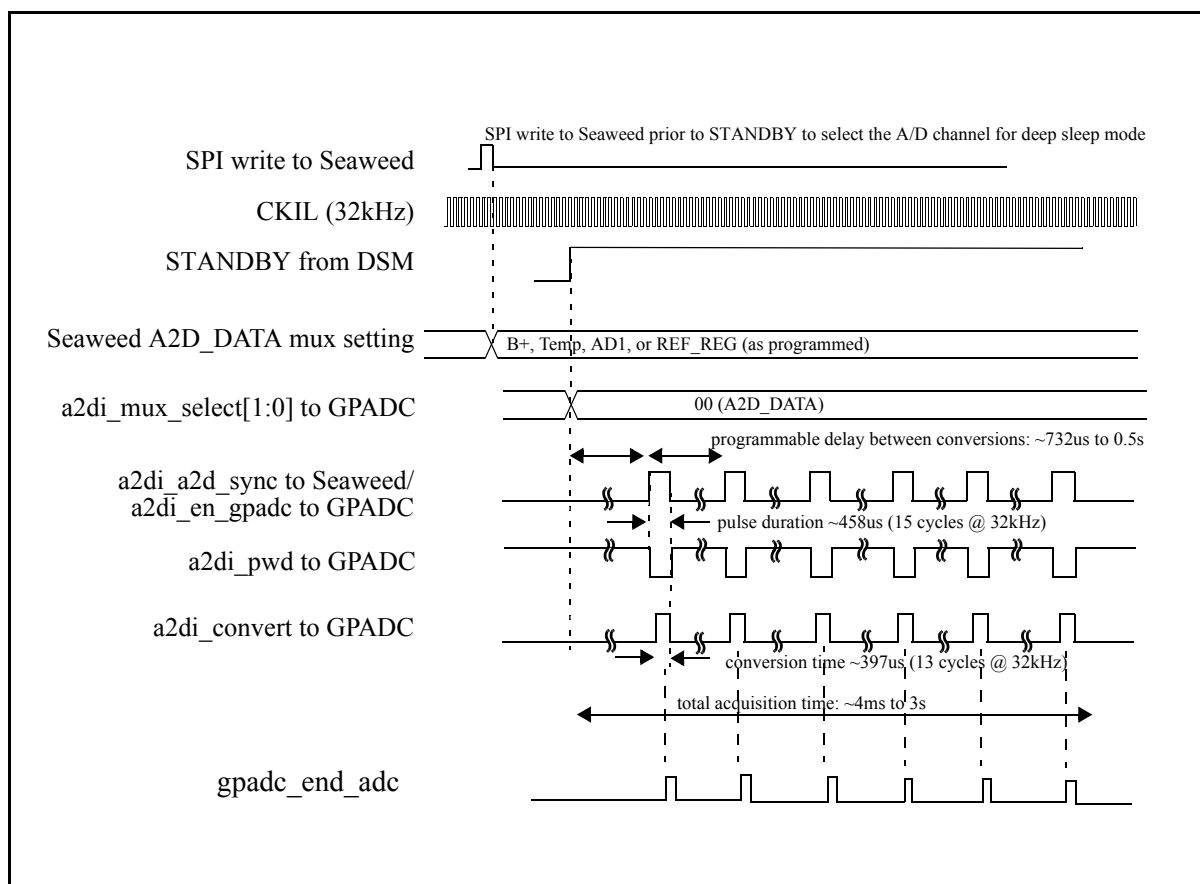 SPI write to Seaweed prior to STANDBY to select the A/D channel for deep sleep mode
SPI write to Seaweed
CKIL (32kHz)
STANDBY from DSM
Seaweed A2D_DATA mux setting
B+, Temp, AD1, or REF_REG (as programmed)
a2di_mux_select[1:0] to GPADC
00 (A2D_DATA)
programmable delay between conversions: ~732us to 0.5s
a2di_a2d_sync to Seaweed/
a2di_en_gpadc to GPADC
pulse duration ~458us (15 cycles @ 32kHz)
a2di_pwd to GPADC
a2di_convert to GPADC
conversion time ~397us (13 cycles @ 32kHz)
total acquisition time: ~4ms to 3s
gpadc_end_adc